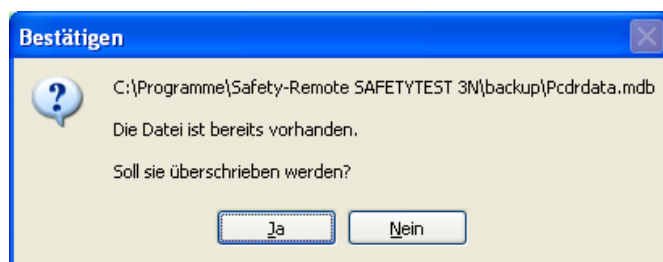 Bestätigen
C:\Programme\Safety-Remote SAFETYTEST 3N\backup\Pcdrdata.mdb
Die Datei ist bereits vorhanden.
Soll sie überschrieben werden?
Ja
Nein